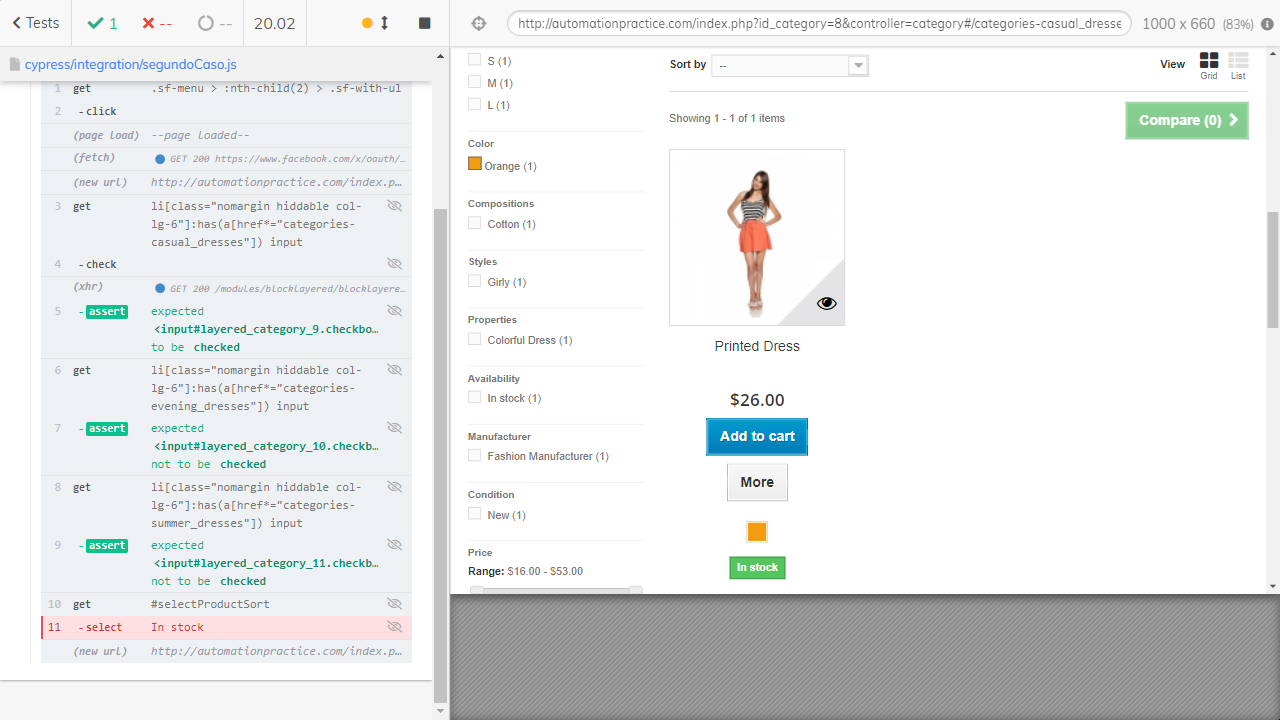 Tests
1
--
--
20.02
http://automationpractice.com/index.php?id_category=8&controller=category#/categories-casual_dresse
1000 x 660 (83%)
cypress/integration/segundoCaso.js
1 get .sf-menu > :nth-child(2) > .sf-with-ul
2 - click
(page load) --page loaded--
(fetch) GET 200 https://www.facebook.com/x/oauth/…
(new url) http://automationpractice.com/index.p…
3 get li[class="nomargin hiddable col-
lg-6"]:has(a[href*="categories-
casual_dresses"]) input
4 - check
(xhr) GET 200 /modules/blocklayered/blocklayere…
5 - assert expected
<input#layered_category_9.checkbo…
to be checked
6 get li[class="nomargin hiddable col-
lg-6"]:has(a[href*="categories-
evening_dresses"]) input
7 - assert expected
<input#layered_category_10.checkb…
not to be checked
8 get li[class="nomargin hiddable col-
lg-6"]:has(a[href*="categories-
summer_dresses"]) input
9 - assert expected
<input#layered_category_11.checkb…
not to be checked
10 get #selectProductSort
11 - select In stock
(new url) http://automationpractice.com/index.p…
S (1)
M (1)
L (1)
Color
Orange (1)
Compositions
Cotton (1)
Styles
Girly (1)
Properties
Colorful Dress (1)
Availability
In stock (1)
Manufacturer
Fashion Manufacturer (1)
Condition
New (1)
Price
Range: $16.00 - $53.00
Sort by --
View
Grid
List
Showing 1 - 1 of 1 items
Compare (0)
Printed Dress
$26.00
Add to cart
More
In stock